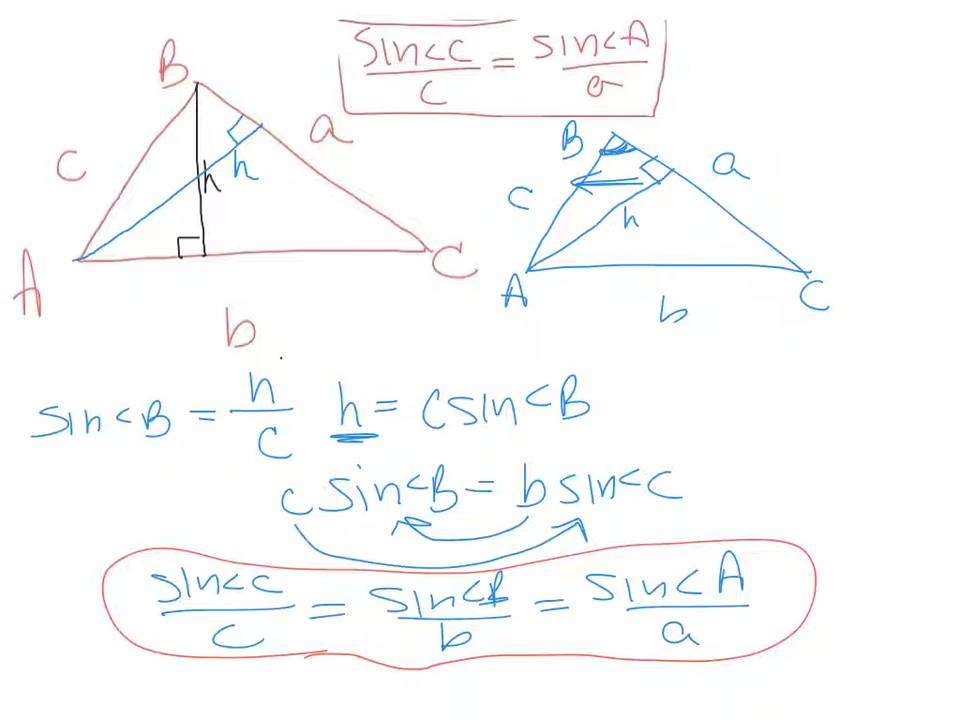 sin<C/c = sin<A/a
B
c
a
h
h
A
C
b
B
a
c
h
A
C
b
sin<B = h/c h = c sin<B
c sin<B = b sin<C
sin<C/c = sin<B/b = sin<A/a